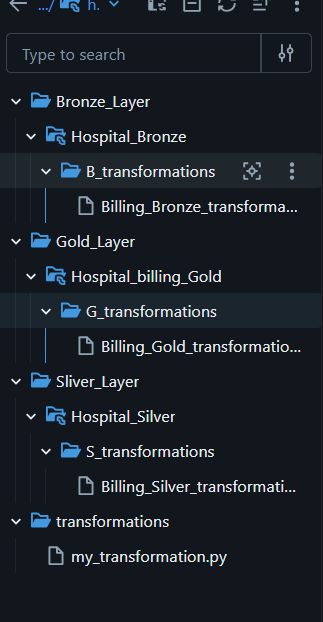 .../ h.
Type to search
Bronze_Layer
Hospital_Bronze
B_transformations
Billing_Bronze_transforma...
Gold_Layer
Hospital_billing_Gold
G_transformations
Billing_Gold_transformatio...
Sliver_Layer
Hospital_Silver
S_transformations
Billing_Silver_transformati...
transformations
my_transformation.py